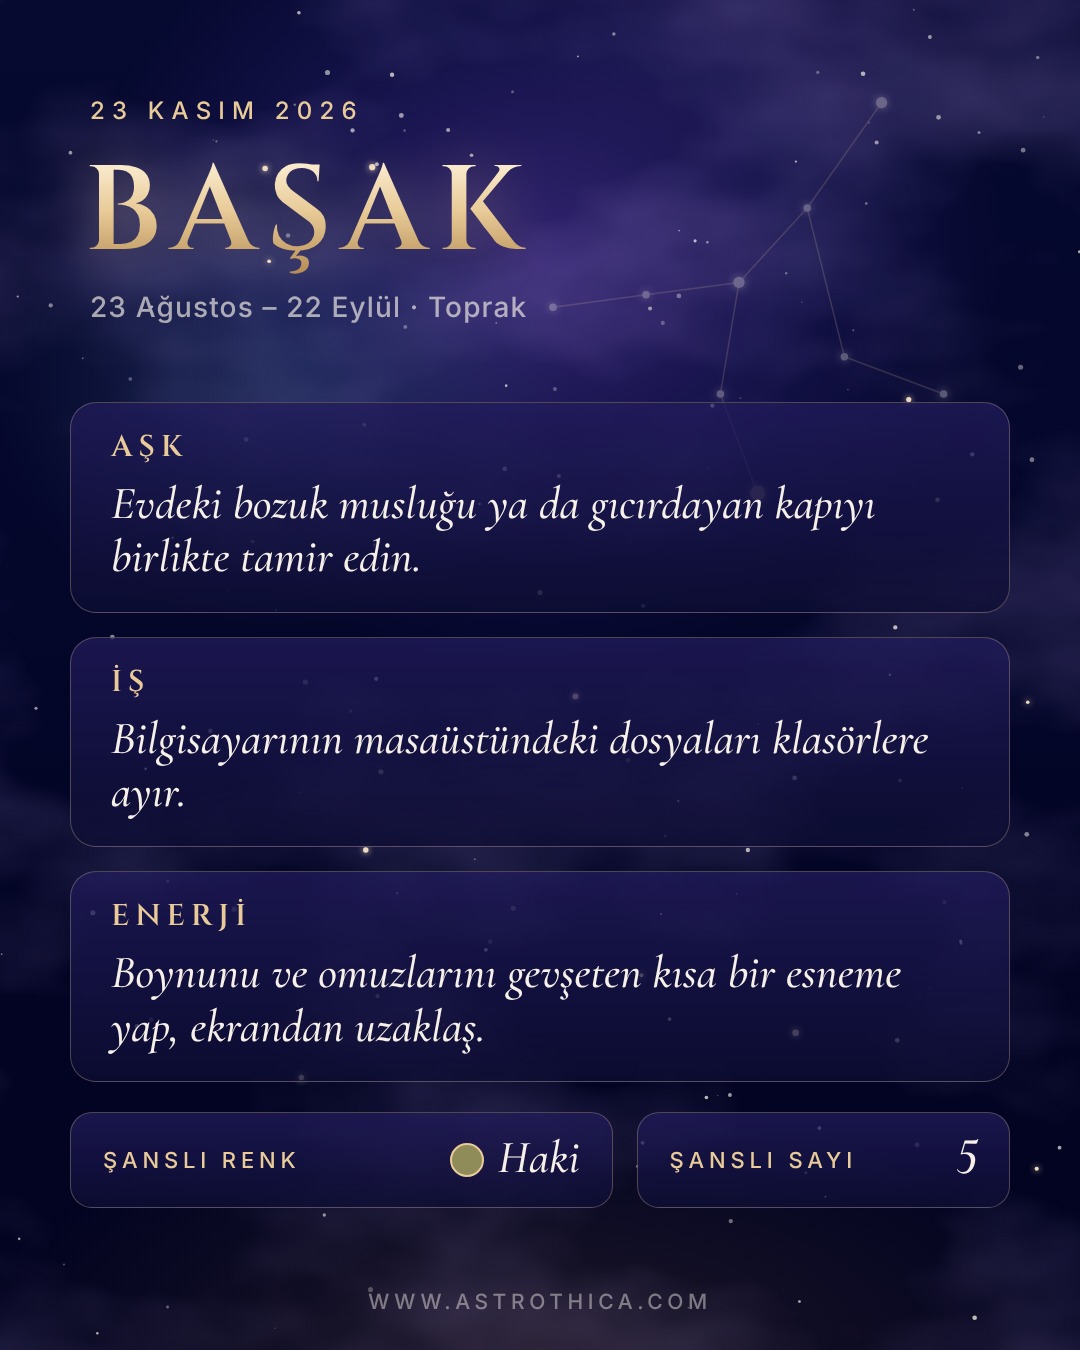 23 KASIM 2026
BAŞAK
23 Ağustos – 22 Eylül · Toprak
AŞK
Evdeki bozuk musluğu ya da gıcırdayan kapıyı
birlikte tamir edin.
İŞ
Bilgisayarının masaüstündeki dosyaları klasörlere
ayır.
ENERJİ
Boynunu ve omuzlarını gevşeten kısa bir esneme
yap, ekrandan uzaklaş.
ŞANSLI RENK
Haki
ŞANSLI SAYI
5
WWW.ASTROTHICA.COM